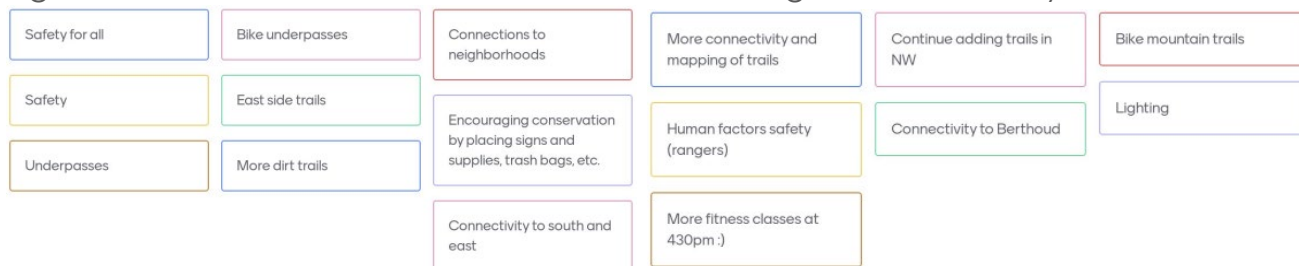 Safety for all
Safety
Underpasses
Bike underpasses
East side trails
More dirt trails
Connections to
neighborhoods
Encouraging conservation
by placing signs and
supplies, trash bags, etc.
Connectivity to south and
east
More connectivity and
mapping of trails
Human factors safety
(rangers)
More fitness classes at
430pm :)
Continue adding trails in
NW
Connectivity to Berthoud
Bike mountain trails
Lighting